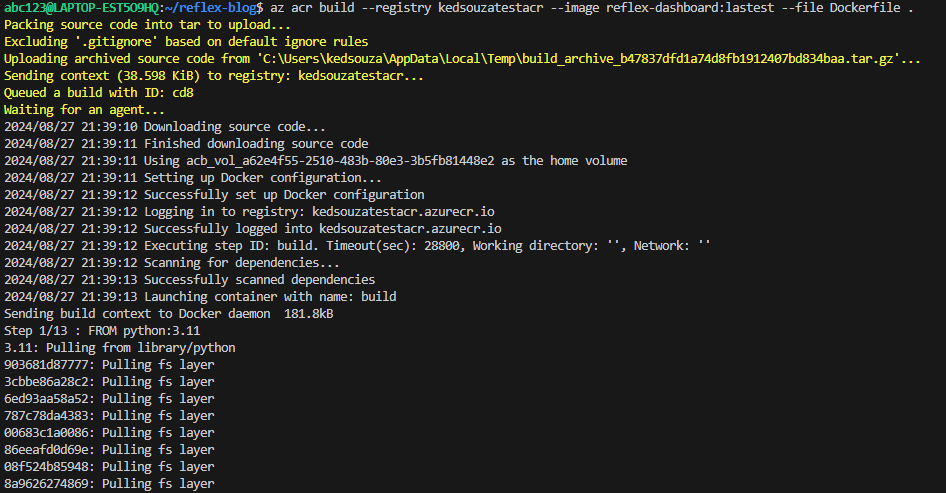 abc123@LAPTOP-EST5O9HQ:~/reflex-blog$ az acr build --registry kedsouzatestacr --image reflex-dashboard:lastest --file Dockerfile .
Packing source code into tar to upload...
Excluding '.gitignore' based on default ignore rules
Uploading archived source code from 'C:\Users\kedsouza\AppData\Local\Temp\build_archive_b47837dfd1a74d8fb1912407bd834baa.tar.gz'...
Sending context (38.598 KiB) to registry: kedsouzatestacr...
Queued a build with ID: cd8
Waiting for an agent...
2024/08/27 21:39:10 Downloading source code...
2024/08/27 21:39:11 Finished downloading source code
2024/08/27 21:39:11 Using acb_vol_a62e4f55-2510-483b-80e3-3b5fb81448e2 as the home volume
2024/08/27 21:39:11 Setting up Docker configuration...
2024/08/27 21:39:12 Successfully set up Docker configuration
2024/08/27 21:39:12 Logging in to registry: kedsouzatestacr.azurecr.io
2024/08/27 21:39:12 Successfully logged into kedsouzatestacr.azurecr.io
2024/08/27 21:39:12 Executing step ID: build. Timeout(sec): 28800, Working directory: '', Network: ''
2024/08/27 21:39:12 Scanning for dependencies...
2024/08/27 21:39:13 Successfully scanned dependencies
2024/08/27 21:39:13 Launching container with name: build
Sending build context to Docker daemon  181.8kB
Step 1/13 : FROM python:3.11
3.11: Pulling from library/python
903681d87777: Pulling fs layer
3cbbe86a28c2: Pulling fs layer
6ed93aa58a52: Pulling fs layer
787c78da4383: Pulling fs layer
00683c1a0086: Pulling fs layer
86eeafd0d69e: Pulling fs layer
08f524b85948: Pulling fs layer
8a9626274869: Pulling fs layer